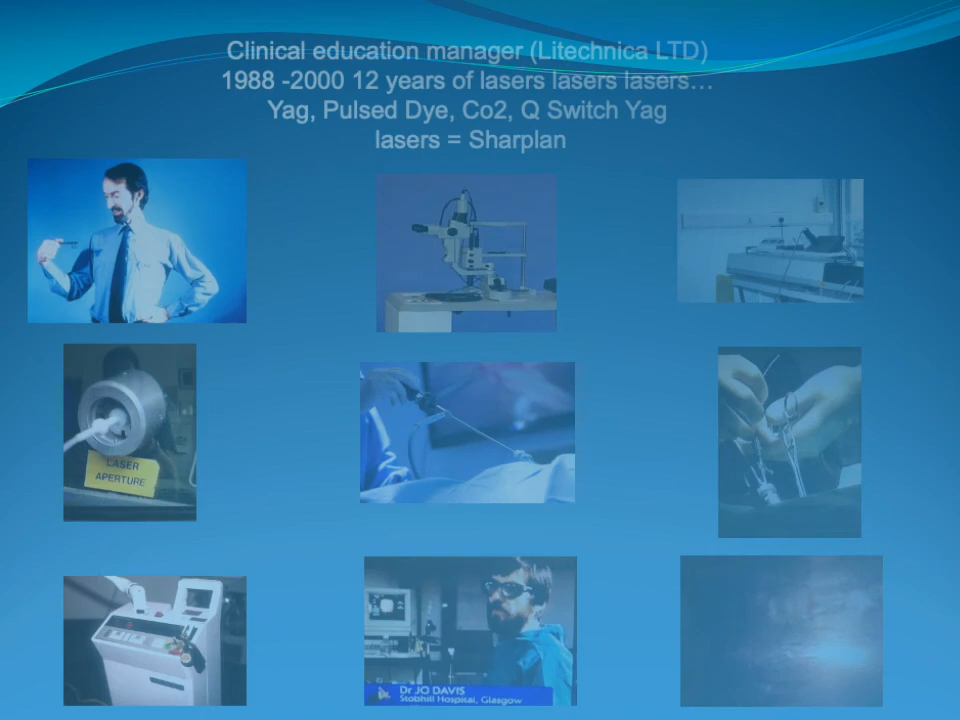 Clinical education manager (Litechnica LTD)
1988 -2000 12 years of lasers lasers lasers…
Yag, Pulsed Dye, Co2, Q Switch Yag
lasers = Sharplan
LASER
APERTURE
Dr JO DAVIS
Stobhill Hospital, Glasgow